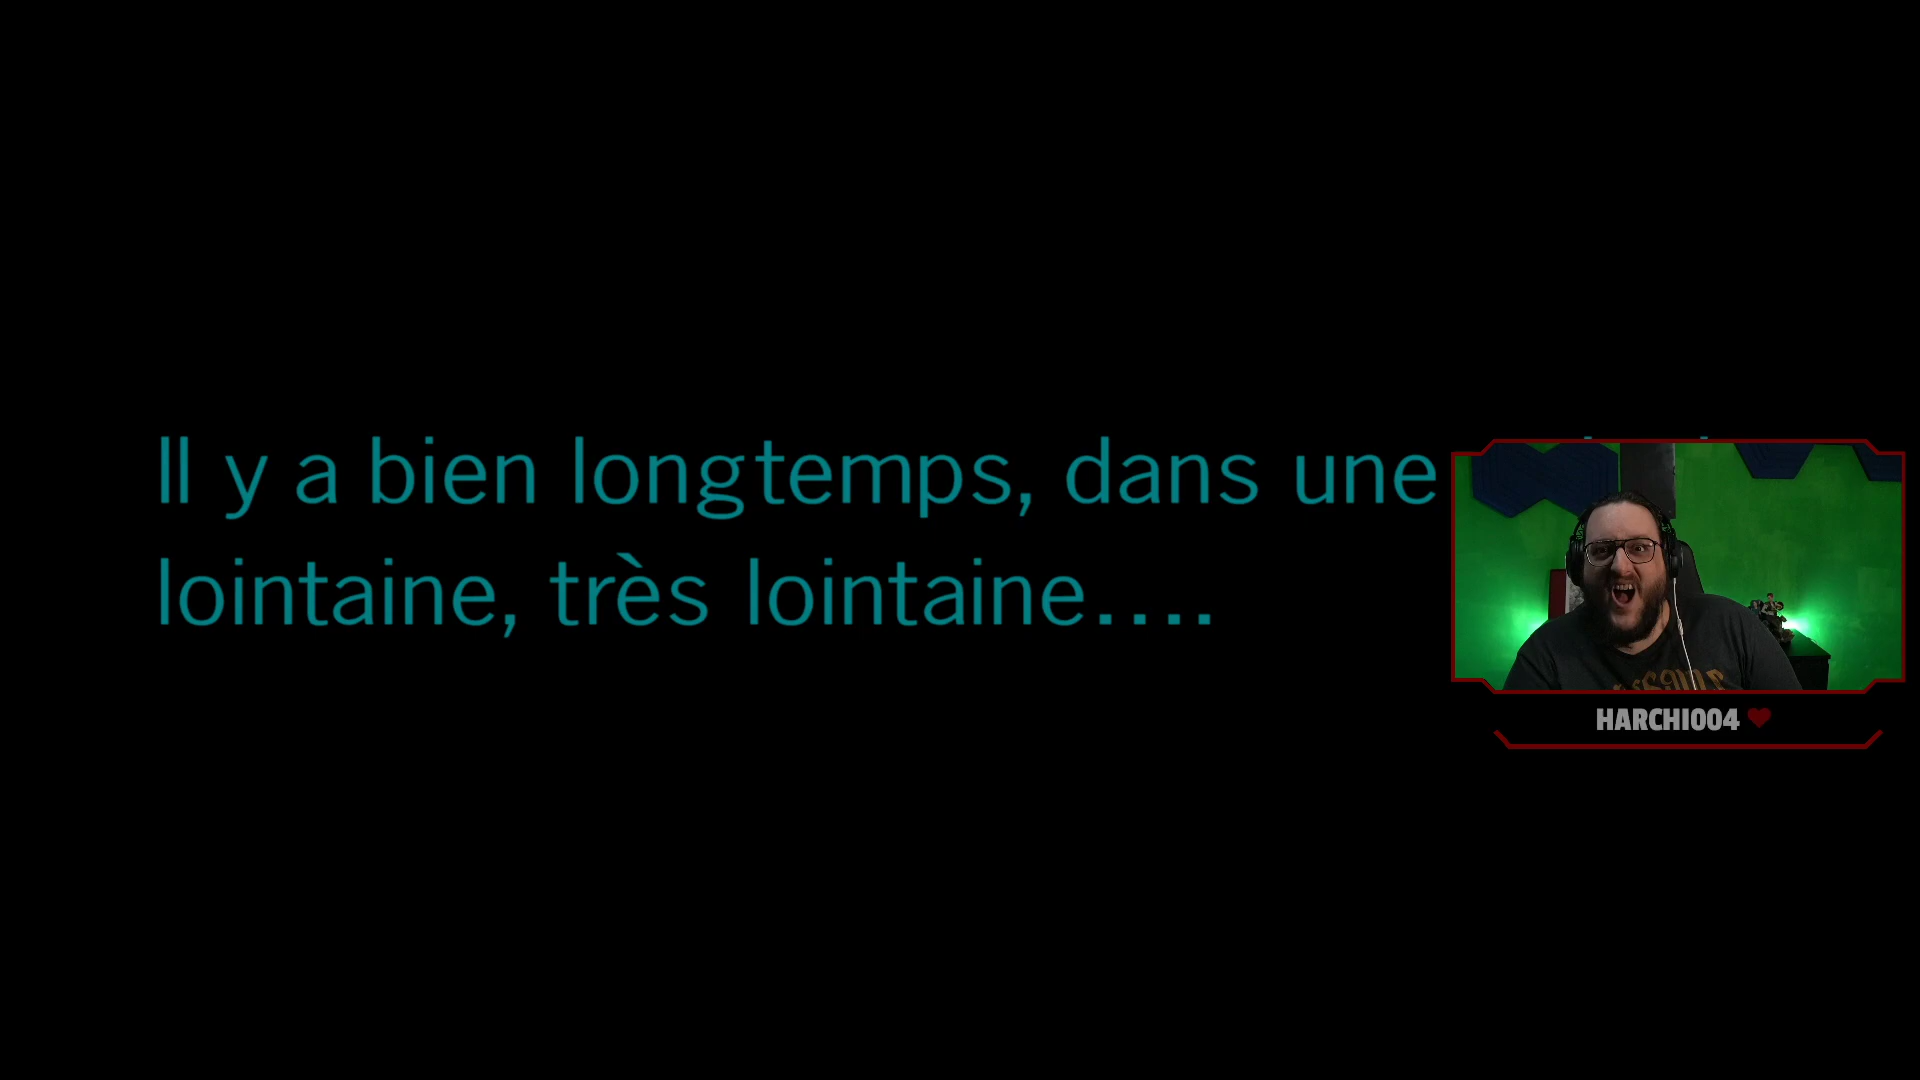 Il y a bien longtemps, dans une
lointaine, très lointaine....
HARCHI004